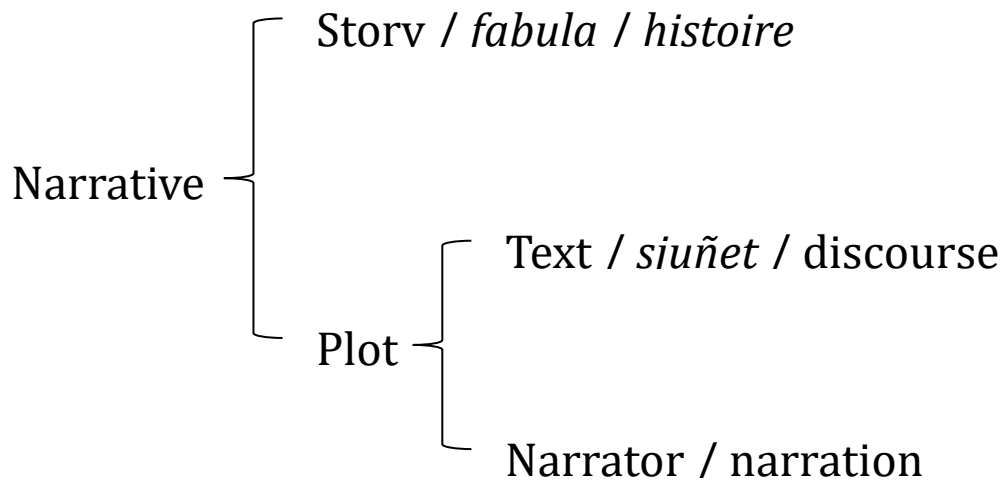 Storv / fabula / histoire
Narrative
Text / siuñet / discourse
Plot
Narrator / narration